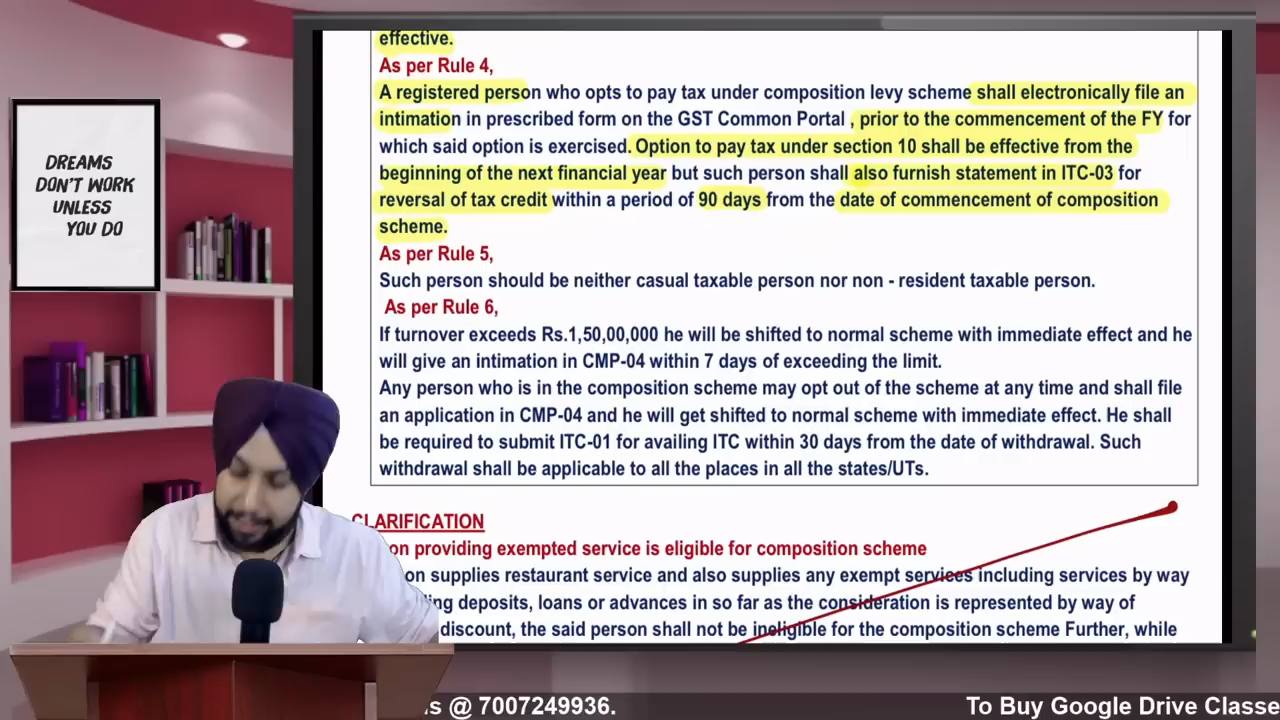 DREAMS
DON'T WORK
UNLESS
YOU DO
effective.
As per Rule 4,
A registered person who opts to pay tax under composition levy scheme shall electronically file an
intimation in prescribed form on the GST Common Portal , prior to the commencement of the FY for
which said option is exercised. Option to pay tax under section 10 shall be effective from the
beginning of the next financial year but such person shall also furnish statement in ITC-03 for
reversal of tax credit within a period of 90 days from the date of commencement of composition
scheme.
As per Rule 5,
Such person should be neither casual taxable person nor non - resident taxable person.
As per Rule 6,
If turnover exceeds Rs.1,50,00,000 he will be shifted to normal scheme with immediate effect and he
will give an intimation in CMP-04 within 7 days of exceeding the limit.
Any person who is in the composition scheme may opt out of the scheme at any time and shall file
an application in CMP-04 and he will get shifted to normal scheme with immediate effect. He shall
be required to submit ITC-01 for availing ITC within 30 days from the date of withdrawal. Such
withdrawal shall be applicable to all the places in all the states/UTs.
CLARIFICATION
on providing exempted service is eligible for composition scheme
on supplies restaurant service and also supplies any exempt services including services by way
ing deposits, loans or advances in so far as the consideration is represented by way of
discount, the said person shall not be ineligible for the composition scheme Further, while
@ 7007249936. To Buy Google Drive Classe